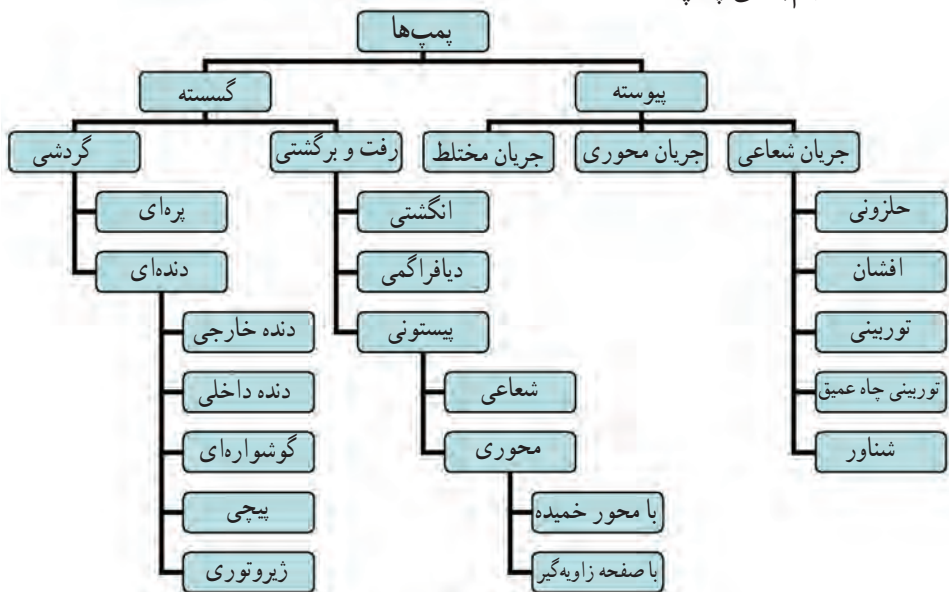 پمپ‌ها
پیوسته
گسسته
جریان شعاعی
جریان محوری
جریان مختلط
رفت و برگشتی
گردشی
حلزونی
افشان
توربینی
توربینی چاه عمیق
شناور
انگشتی
دیافراگمی
پیستونی
شعاعی
محوری
با محور خمیده
با صفحه زاویه‌گیر
پره‌ای
دنده‌ای
دنده خارجی
دنده داخلی
گوشواره‌ای
پیچی
ژیروتوری